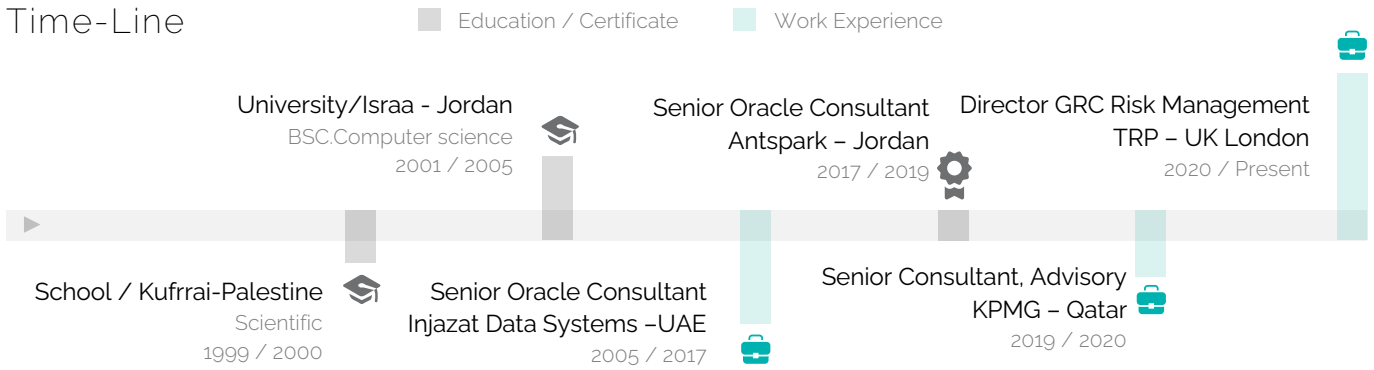 Time-Line
Education / Certificate
Work Experience
University/Israa - Jordan
BSC.Computer science
2001 / 2005
Senior Oracle Consultant
Antspark – Jordan
2017 / 2019
Director GRC Risk Management
TRP – UK London
2020 / Present
School / Kufrrai-Palestine
Scientific
1999 / 2000
Senior Oracle Consultant
Injazat Data Systems –UAE
2005 / 2017
Senior Consultant, Advisory
KPMG – Qatar
2019 / 2020